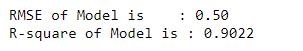 RMSE of Model is    : 0.50
R-square of Model is : 0.9022